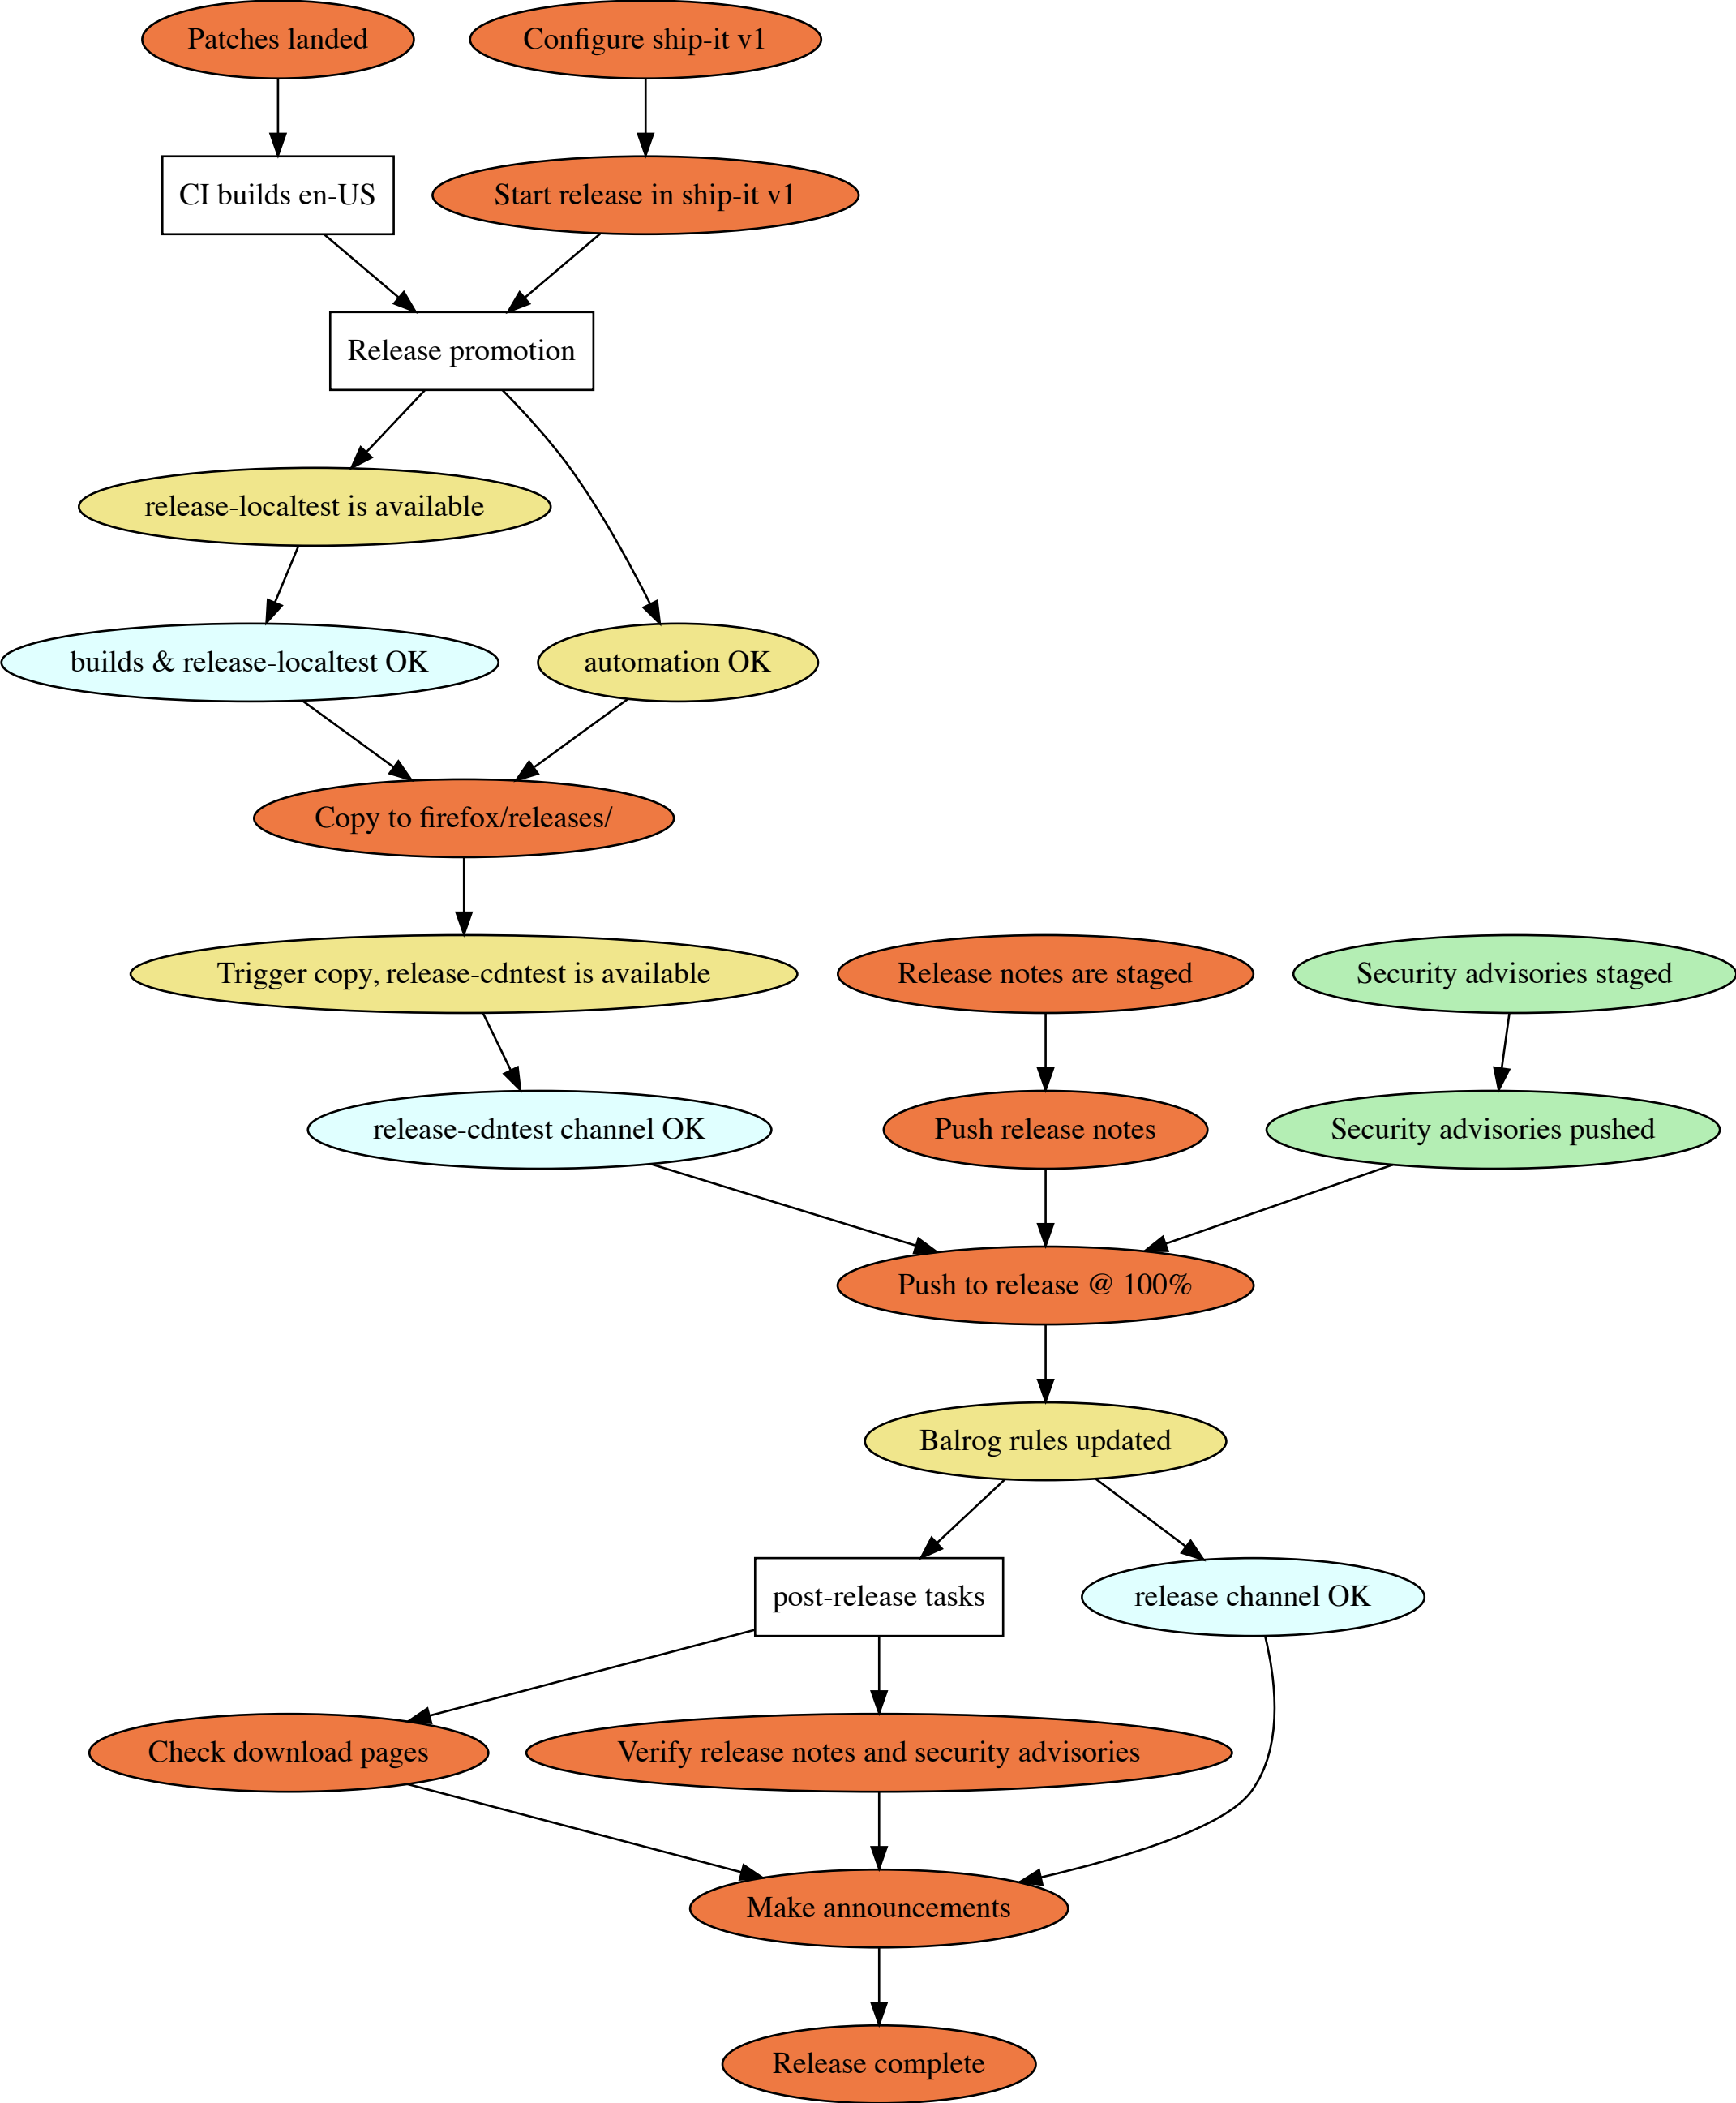 Patches landed
Configure ship-it v1
CI builds en-US
Start release in ship-it v1
Release promotion
release-localtest is available
builds & release-localtest OK
automation OK
Copy to firefox/releases/
Trigger copy, release-cdntest is available
Release notes are staged
Security advisories staged
release-cdntest channel OK
Push release notes
Security advisories pushed
Push to release @ 100%
Balrog rules updated
post-release tasks
release channel OK
Check download pages
Verify release notes and security advisories
Make announcements
Release complete